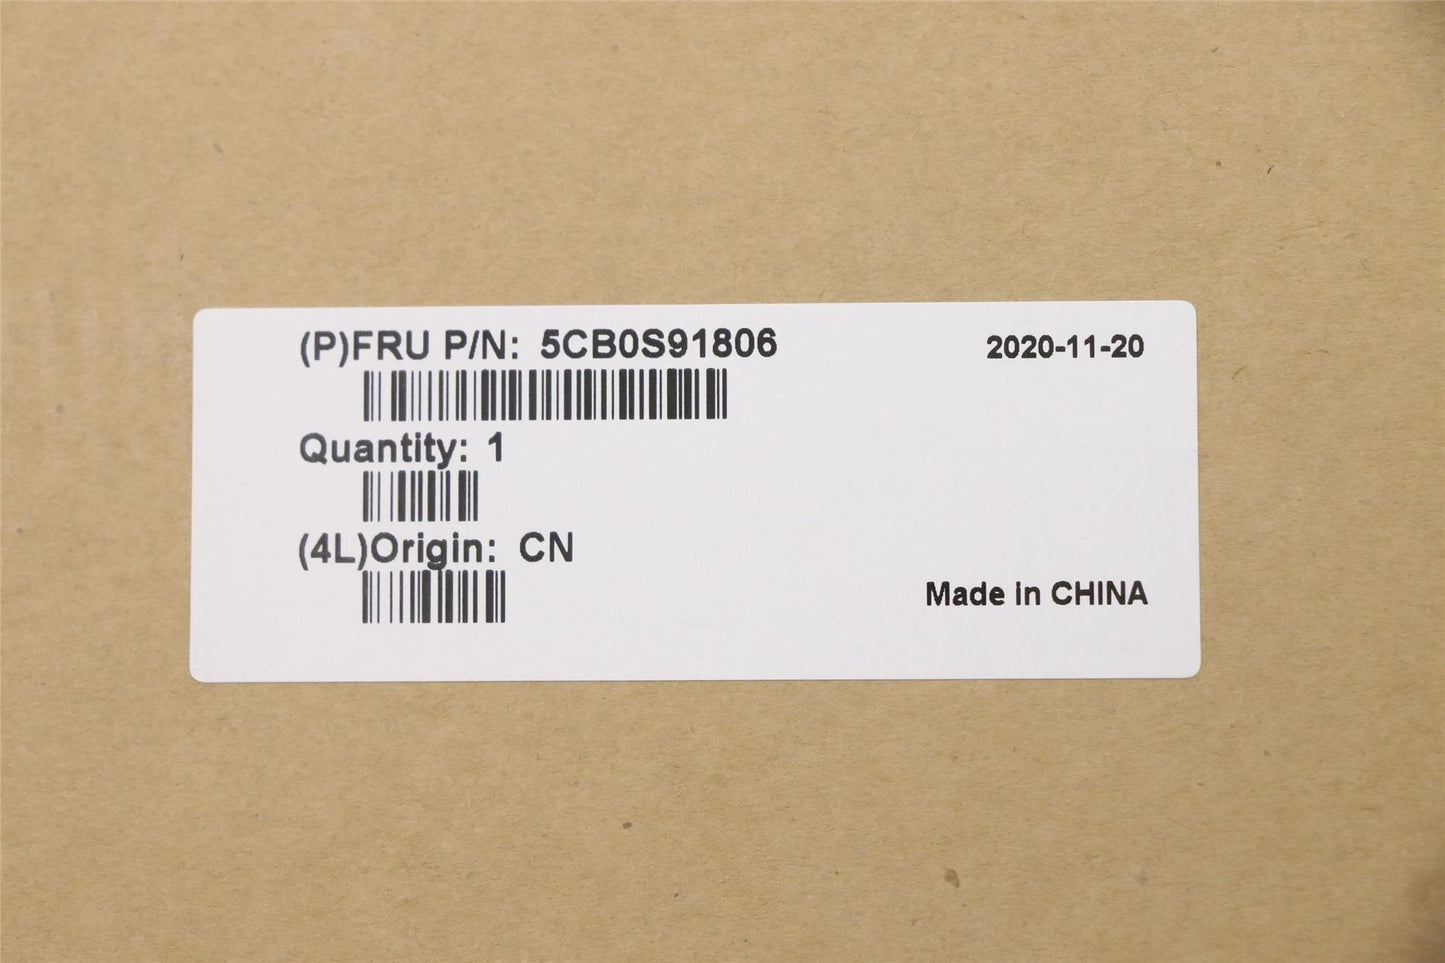 (P)FRU P/N: 5CB0S91806 2020-11-20
Quantity: 1
(4L)Origin: CN
Made in CHINA